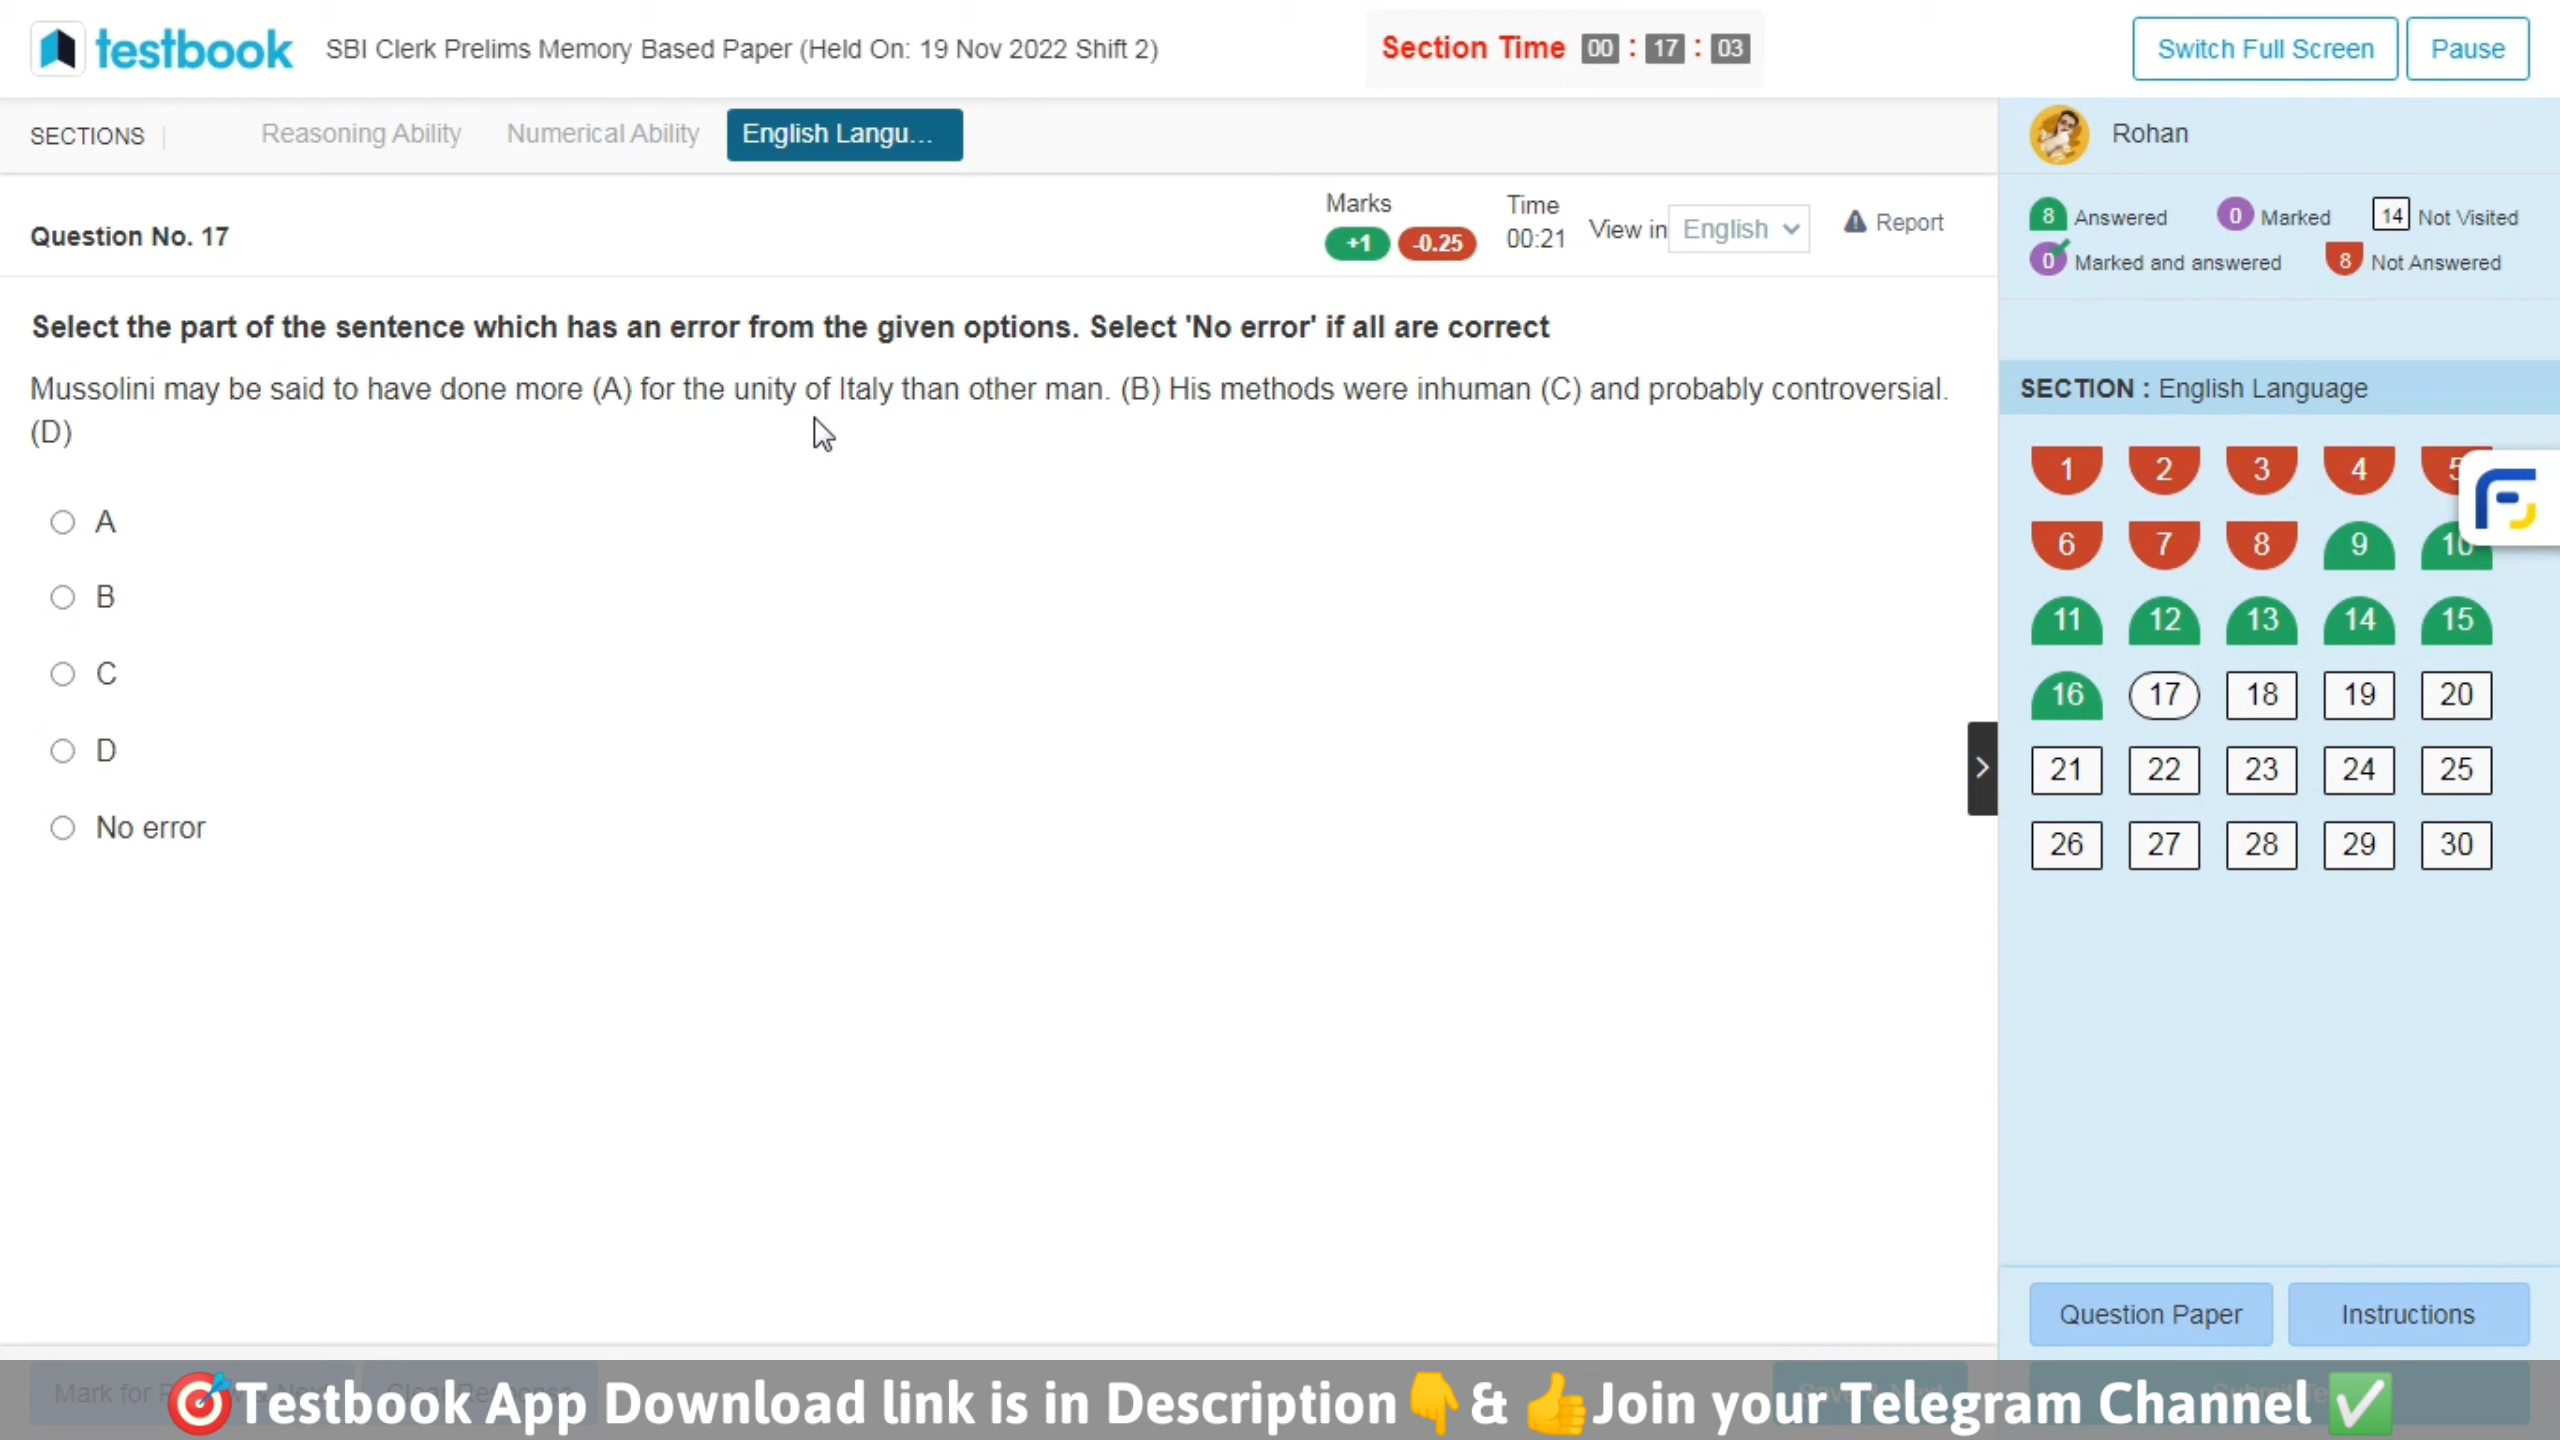 testbook
SBI Clerk Prelims Memory Based Paper (Held On: 19 Nov 2022 Shift 2)
Section Time 00 : 17 : 03
Switch Full Screen
Pause
SECTIONS
Reasoning Ability
Numerical Ability
English Langu...
Rohan
Question No. 17
Marks
+1 -0.25
Time
00:21
View in English
Report
8 Answered
0 Marked
14 Not Visited
0 Marked and answered
8 Not Answered
Select the part of the sentence which has an error from the given options. Select 'No error' if all are correct
Mussolini may be said to have done more (A) for the unity of Italy than other man. (B) His methods were inhuman (C) and probably controversial.
(D)
A
B
C
D
No error
SECTION : English Language
1 2 3 4 5
6 7 8 9 10
11 12 13 14 15
16 17 18 19 20
21 22 23 24 25
26 27 28 29 30
Question Paper
Instructions
Mark for
🎯Testbook App Download link is in Description👇& 👍Join your Telegram Channel ✅